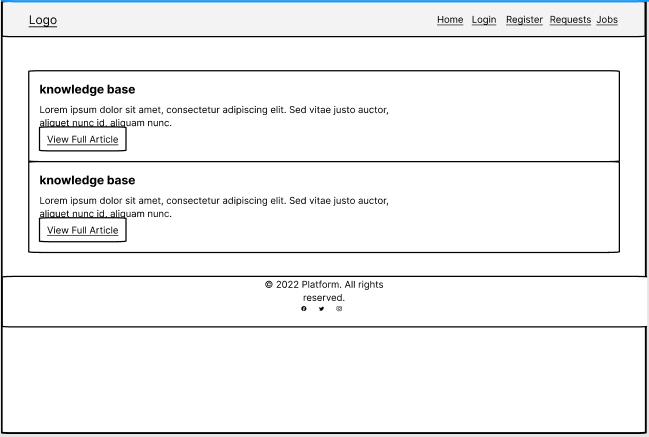 Logo
Home Login Register Requests Jobs
knowledge base
Lorem ipsum dolor sit amet, consectetur adipiscing elit. Sed vitae justo auctor,
aliquet nunc id, aliquam nunc.
View Full Article
knowledge base
Lorem ipsum dolor sit amet, consectetur adipiscing elit. Sed vitae justo auctor,
aliquet nunc id, aliquam nunc.
View Full Article
© 2022 Platform. All rights
reserved.